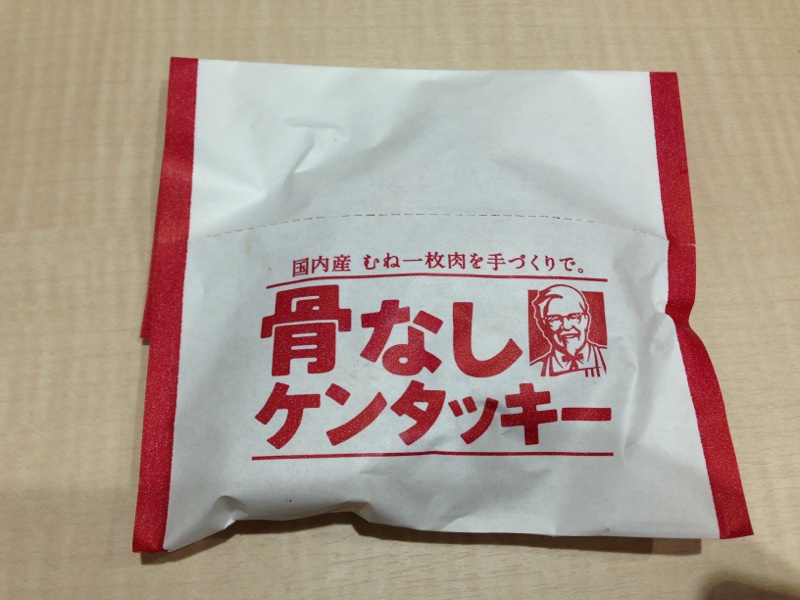 国内産 むね一枚肉を手づくりで。
骨なし
ケンタッキー